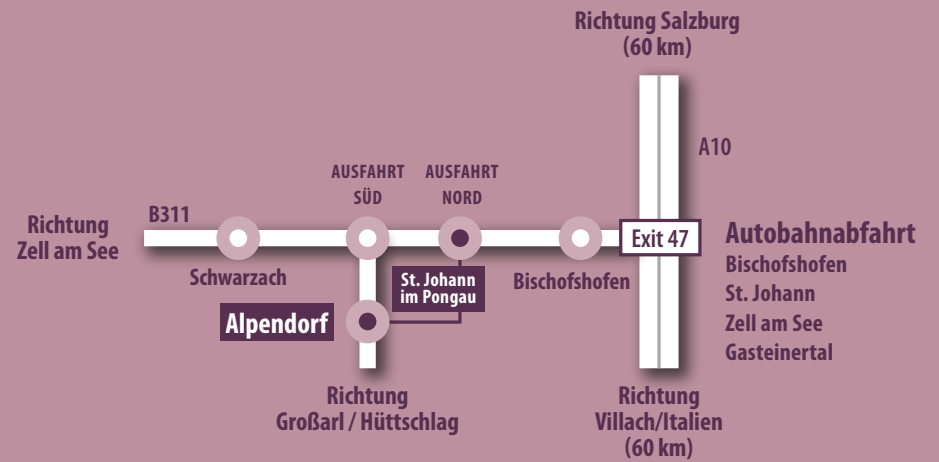 Richtung Salzburg
(60 km)
A10
AUSFAHRT
SÜD
AUSFAHRT
NORD
B311
Richtung
Zell am See
Exit 47
Autobahnabfahrt
Bischofshofen
St. Johann
Zell am See
Gasteinertal
Schwarzach
St. Johann
im Pongau
Bischofshofen
Alpendorf
Richtung
Großarl / Hüttschlag
Richtung
Villach/Italien
(60 km)